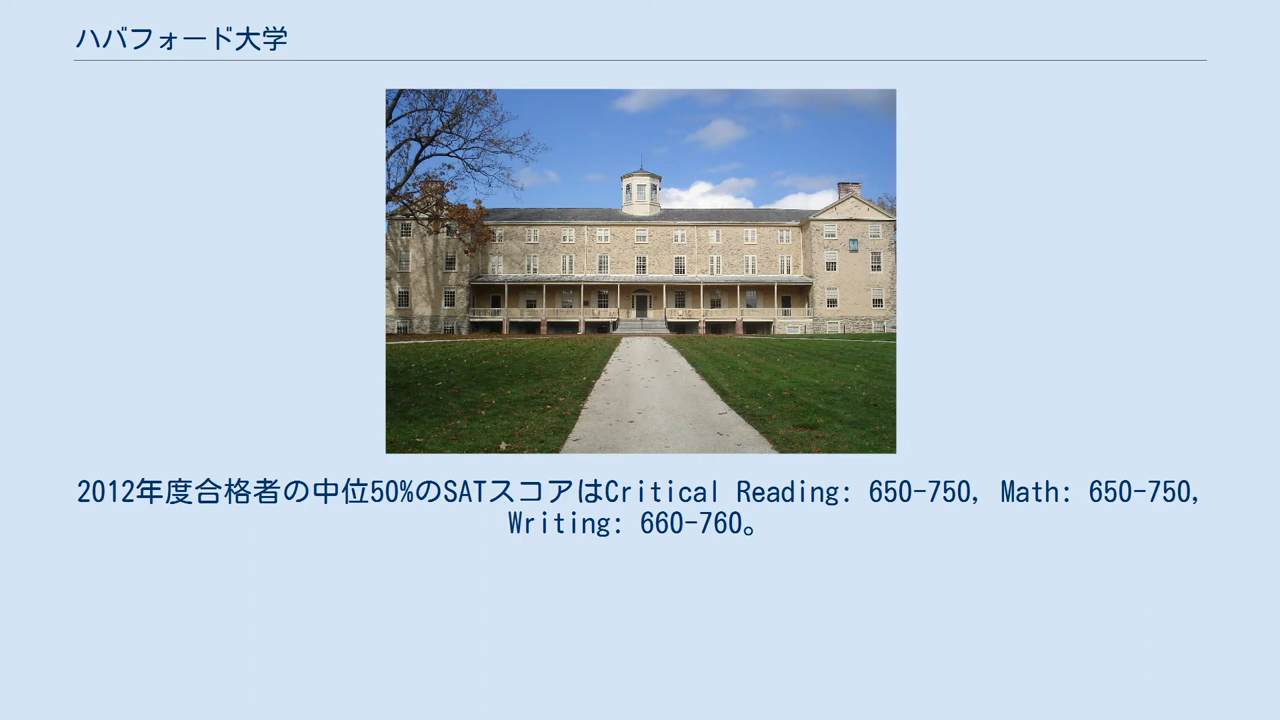 ハバフォード大学
2012年度合格者の中位50%のSATスコアはCritical Reading: 650-750, Math: 650-750,
Writing: 660-760。